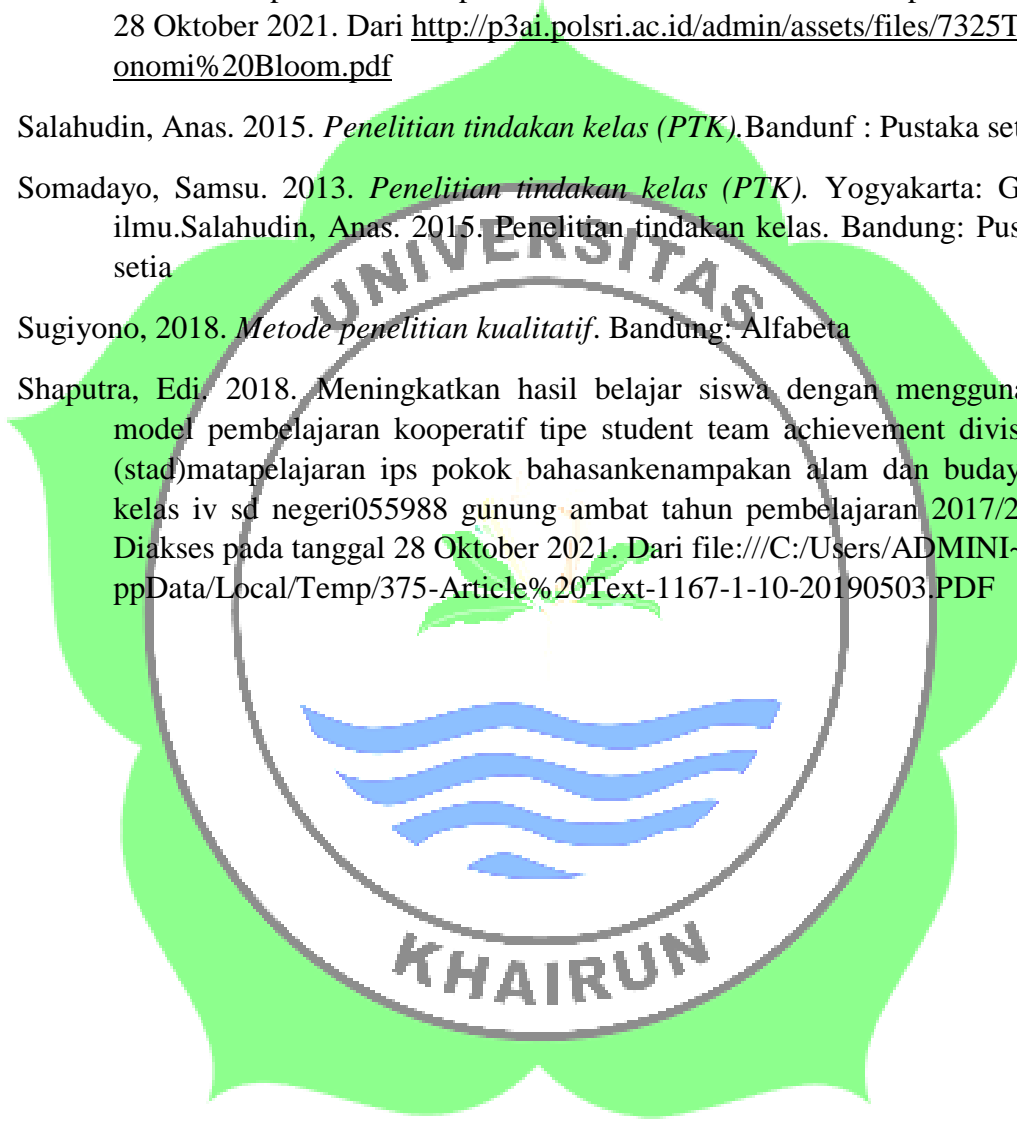 28 Oktober 2021. Dari http://p3ai.polsri.ac.id/admin/assets/files/7325T
onomi%20Bloom.pdf
Salahudin, Anas. 2015. Penelitian tindakan kelas (PTK).Bandunf : Pustaka set
Somadayo, Samsu. 2013. Penelitian tindakan kelas (PTK). Yogyakarta: G
ilmu.Salahudin, Anas. 2015. Penelitian tindakan kelas. Bandung: Pus
setia
Sugiyono, 2018. Metode penelitian kualitatif. Bandung: Alfabeta
Shaputra, Edi. 2018. Meningkatkan hasil belajar siswa dengan mengguna
model pembelajaran kooperatif tipe student team achievement divis
(stad)matapelajaran ips pokok bahasankenampakan alam dan buday
kelas iv sd negeri055988 gunung ambat tahun pembelajaran 2017/2
Diakses pada tanggal 28 Oktober 2021. Dari file:///C:/Users/ADMINI~
ppData/Local/Temp/375-Article%20Text-1167-1-10-20190503.PDF
UNIVERSITAS
KHAIRUN